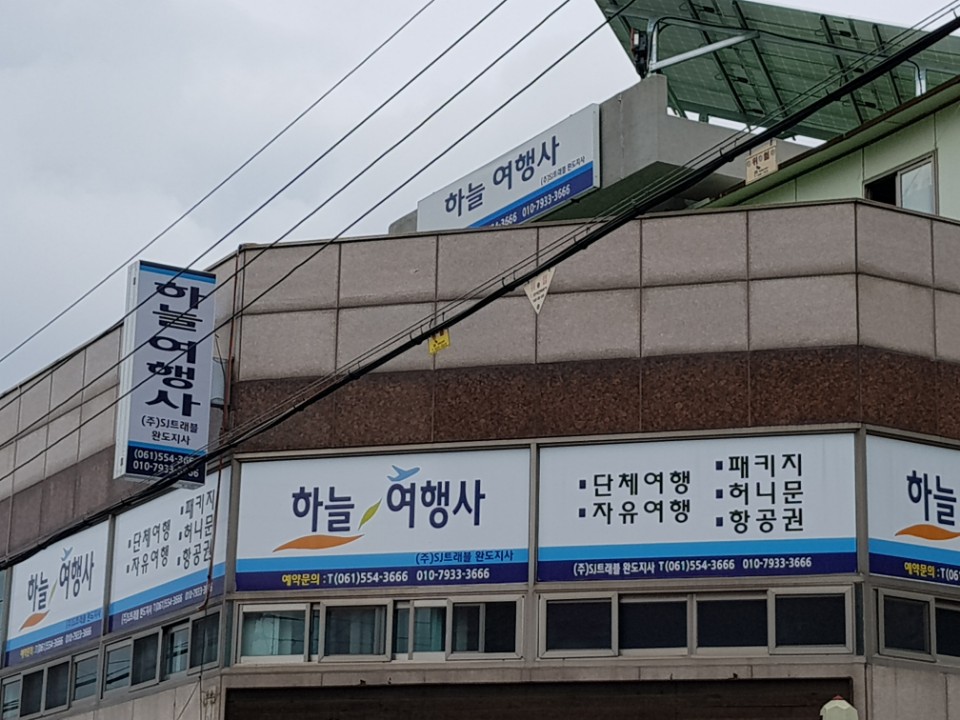 하늘 여행사
(주)SJ트래블 완도지사
010-7933-3666
하늘여행사
(주)SJ트래블
완도지사
(061)554-3666
010-7933-3666
하늘 여행사
(주)SJ트래블 완도지사
예약문의 : T(061)554-3666 010-7933-3666
단체여행
자유여행
패키지
허니문
항공권
(주)SJ트래블 완도지사 T(061)554-3666 010-7933-3666
하늘
예약문의
하늘 여행사
단체여행
자유여행
패키지
허니문
항공권